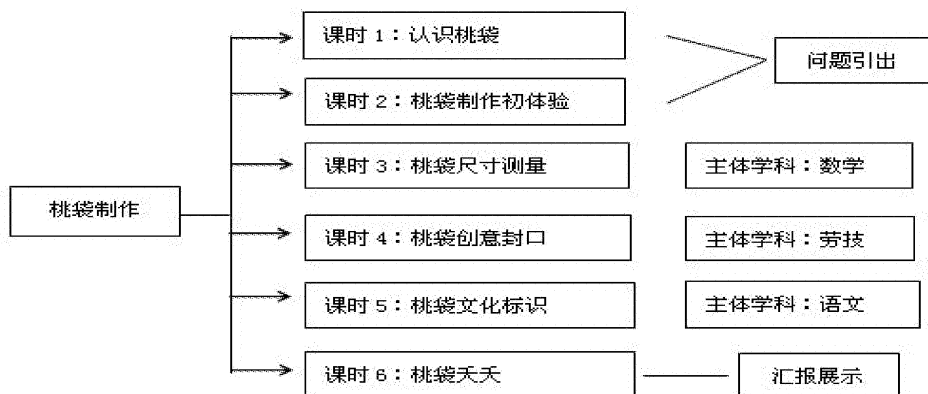 课时 1：认识桃袋
问题引出
课时 2：桃袋制作初体验
课时 3：桃袋尺寸测量
主体学科：数学
桃袋制作
课时 4：桃袋创意封口
主体学科：劳技
课时 5：桃袋文化标识
主体学科：语文
课时 6：桃袋夭夭
汇报展示